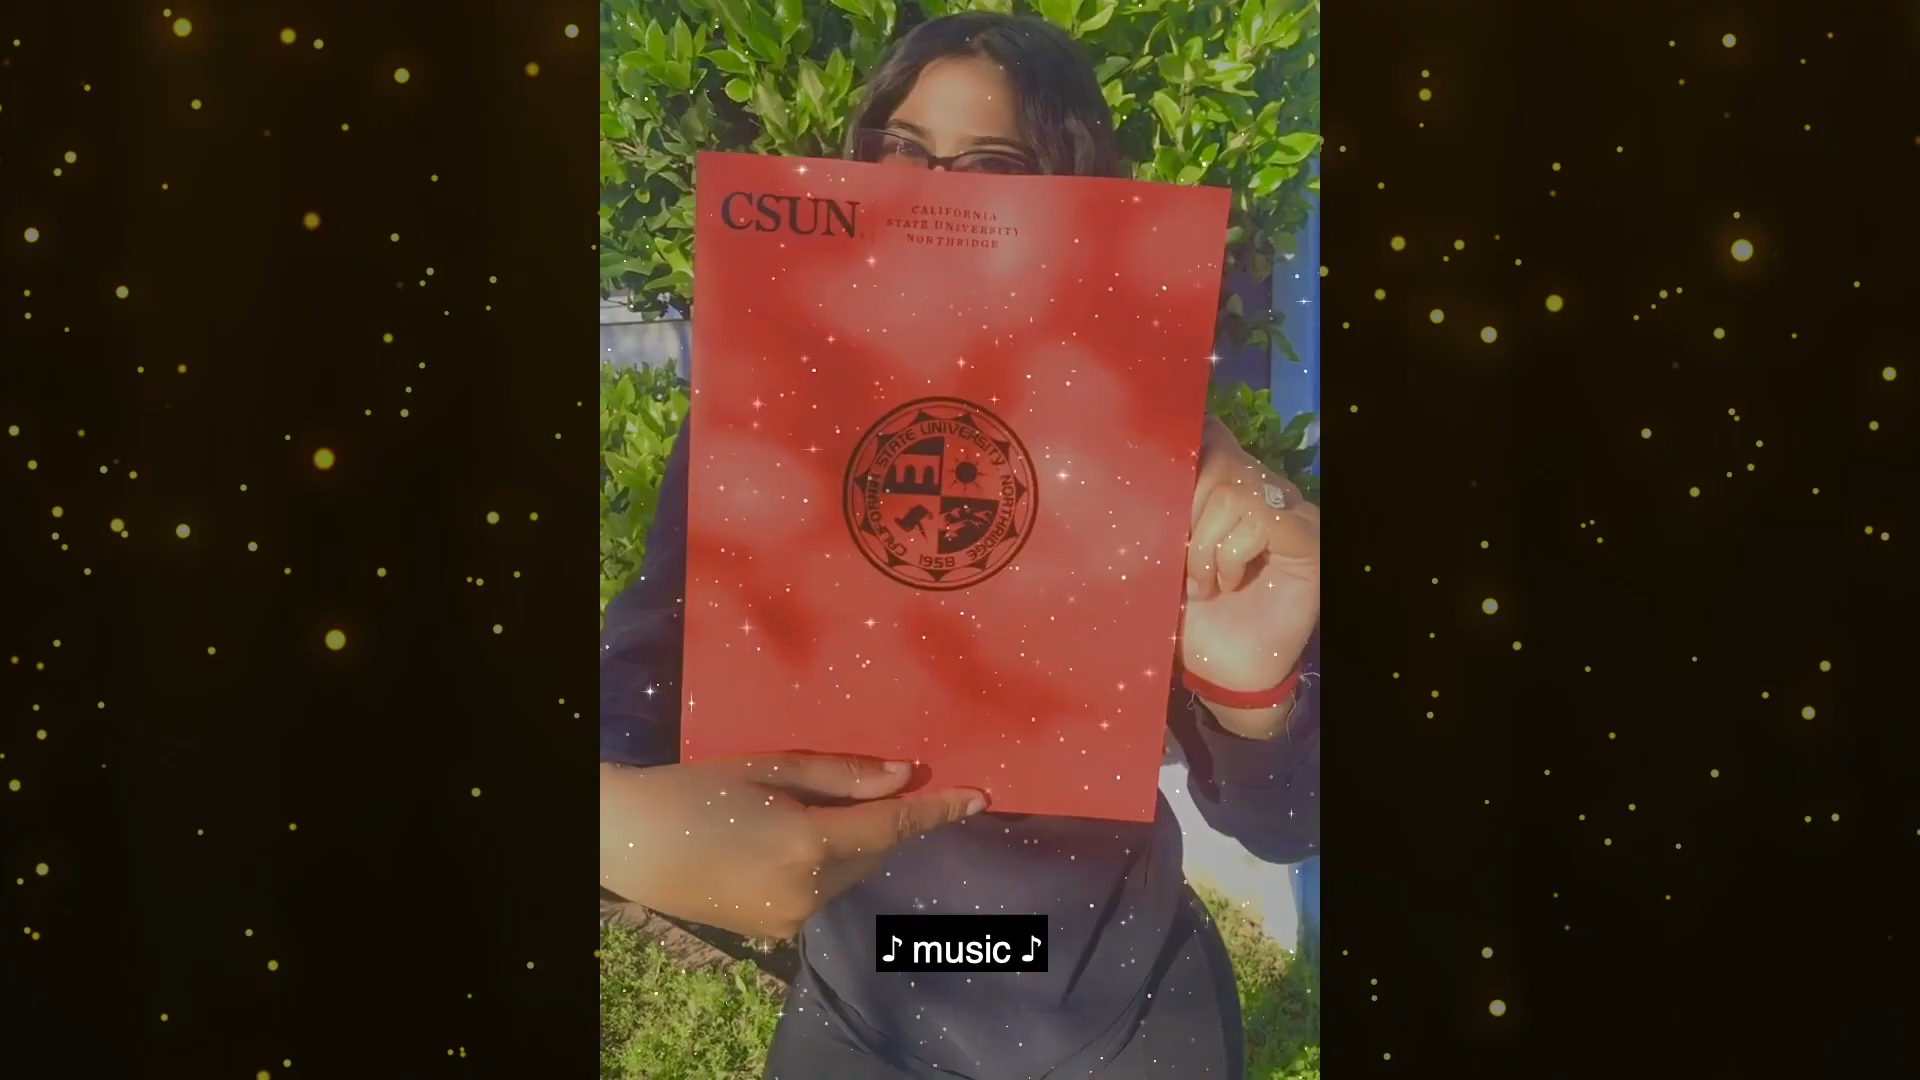 CSUN
CALIFORNIA
STATE UNIVERSITY
NORTHRIDGE
CALIFORNIA STATE UNIVERSITY NORTHRIDGE
1958
♪ music ♪